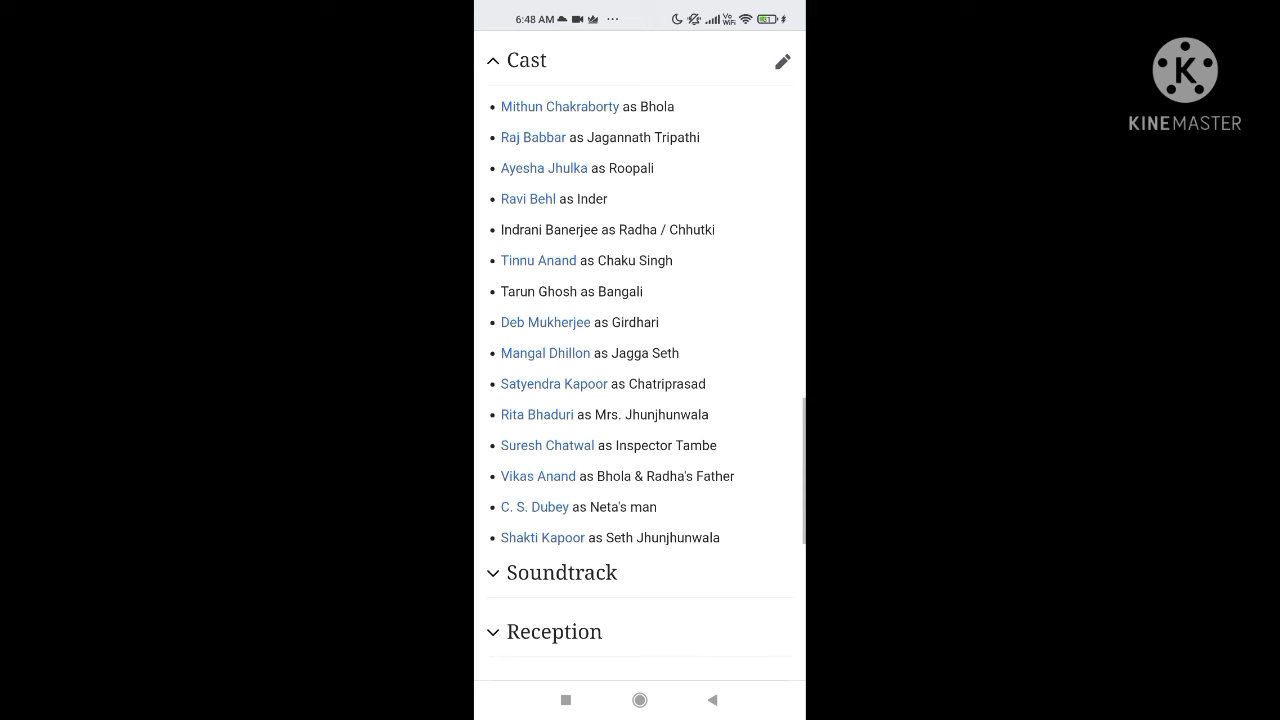 6:48 AM
Vo
WiFi
31
Cast
Mithun Chakraborty as Bhola
Raj Babbar as Jagannath Tripathi
Ayesha Jhulka as Roopali
Ravi Behl as Inder
Indrani Banerjee as Radha / Chhutki
Tinnu Anand as Chaku Singh
Tarun Ghosh as Bangali
Deb Mukherjee as Girdhari
Mangal Dhillon as Jagga Seth
Satyendra Kapoor as Chatriprasad
Rita Bhaduri as Mrs. Jhunjhunwala
Suresh Chatwal as Inspector Tambe
Vikas Anand as Bhola & Radha's Father
C. S. Dubey as Neta's man
Shakti Kapoor as Seth Jhunjhunwala
Soundtrack
Reception
K
KINEMASTER